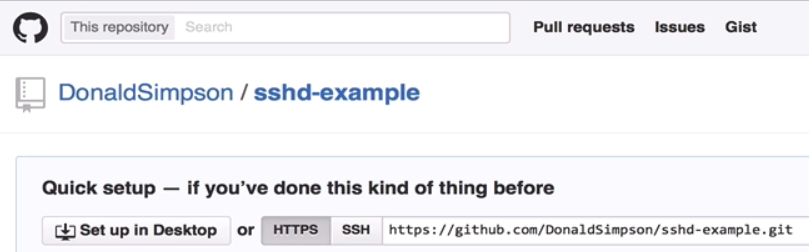 This repository Search Pull requests Issues Gist
DonaldSimpson / sshd-example
Quick setup — if you've done this kind of thing before
Set up in Desktop or HTTPS SSH https://github.com/DonaldSimpson/sshd-example.git